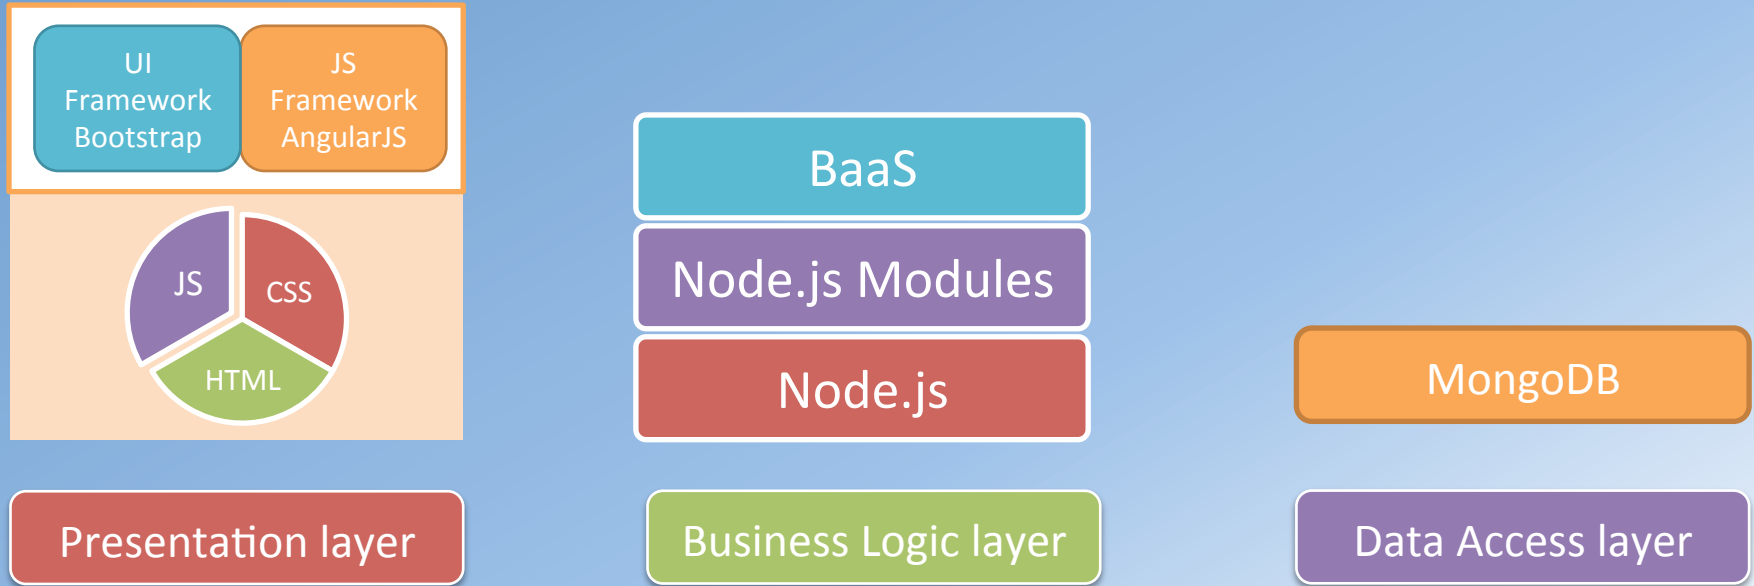 UI
Framework
Bootstrap
JS
Framework
AngularJS
JS
CSS
HTML
Presentation layer
BaaS
Node.js Modules
Node.js
Business Logic layer
MongoDB
Data Access layer